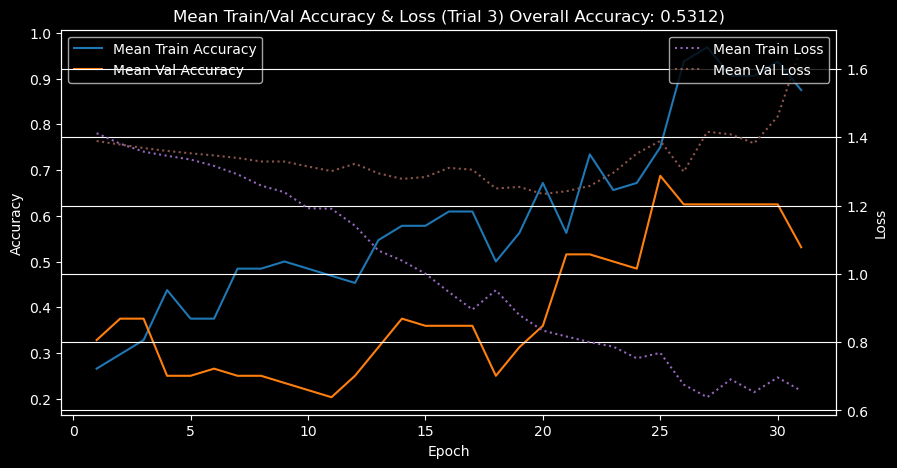 Mean Train/Val Accuracy & Loss (Trial 3) Overall Accuracy: 0.5312)
Mean Train Accuracy
Mean Val Accuracy
Mean Train Loss
Mean Val Loss
Accuracy
1.0
0.9
0.8
0.7
0.6
0.5
0.4
0.3
0.2
Loss
1.6
1.4
1.2
1.0
0.8
0.6
0
5
10
15
20
25
30
Epoch